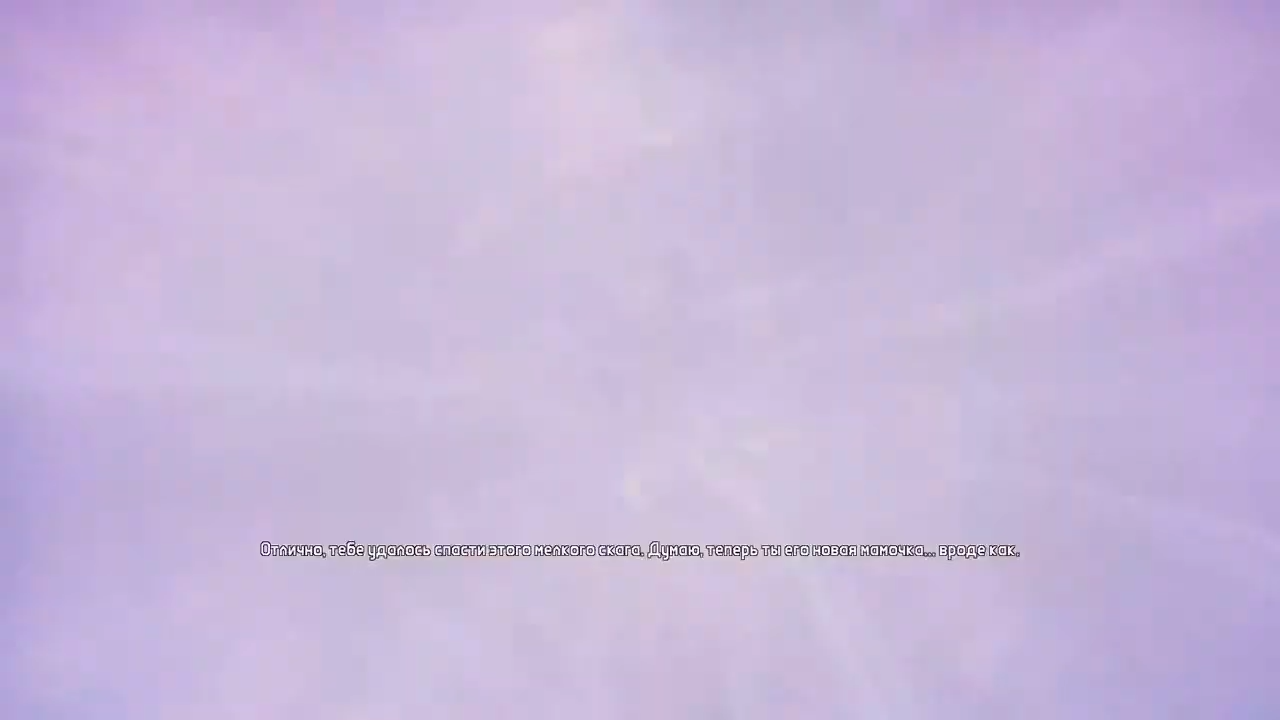 Отлично, тебе удалось спасти этого мелкого скага. Думаю, теперь ты его новая мамочка... вроде как.